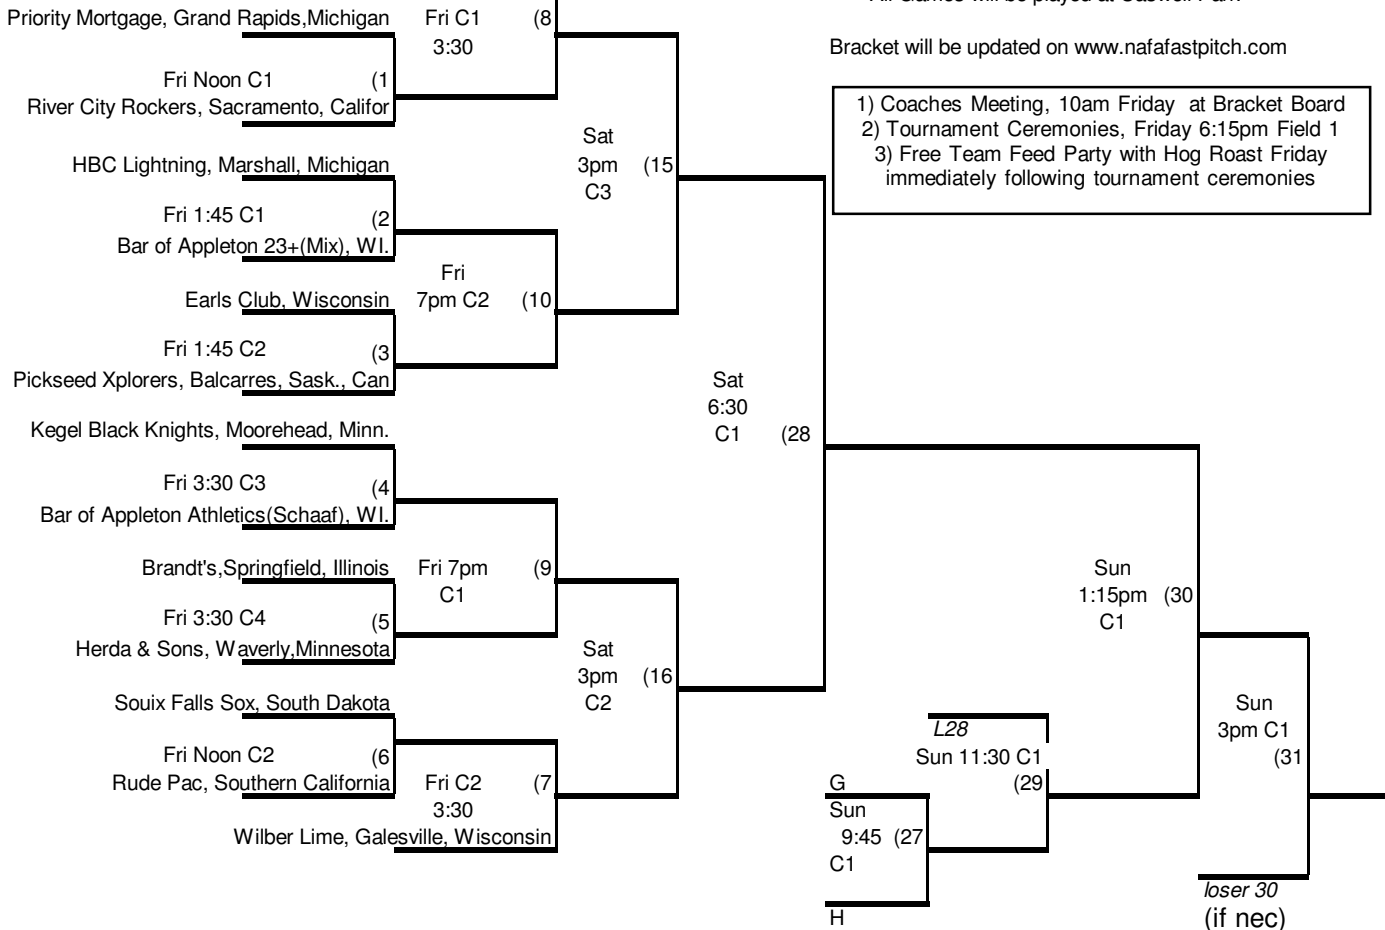 All Games will be played at Caswell Park
Priority Mortgage, Grand Rapids,Michigan
Fri C1 (8
3:30
Bracket will be updated on www.nafafastpitch.com
Fri Noon C1 (1
River City Rockers, Sacramento, Califor
1) Coaches Meeting, 10am Friday at Bracket Board
2) Tournament Ceremonies, Friday 6:15pm Field 1
3) Free Team Feed Party with Hog Roast Friday
immediately following tournament ceremonies
Sat
3pm (15
C3
HBC Lightning, Marshall, Michigan
Fri 1:45 C1 (2
Bar of Appleton 23+(Mix), WI.
Fri
7pm C2 (10
Earls Club, Wisconsin
Fri 1:45 C2 (3
Pickseed Xplorers, Balcarres, Sask., Can
Sat
6:30
C1 (28
Kegel Black Knights, Moorehead, Minn.
Fri 3:30 C3 (4
Bar of Appleton Athletics(Schaaf), WI.
Brandt's,Springfield, Illinois
Fri 7pm (9
C1
Fri 3:30 C4 (5
Herda & Sons, Waverly,Minnesota
Sun
1:15pm (30
C1
Sat
3pm (16
C2
Souix Falls Sox, South Dakota
Fri Noon C2 (6
Rude Pac, Southern California
Fri C2 (7
3:30
Wilber Lime, Galesville, Wisconsin
L28
Sun 11:30 C1
(29
Sun
3pm C1
(31
G
Sun
9:45 (27
C1
H
loser 30
(if nec)